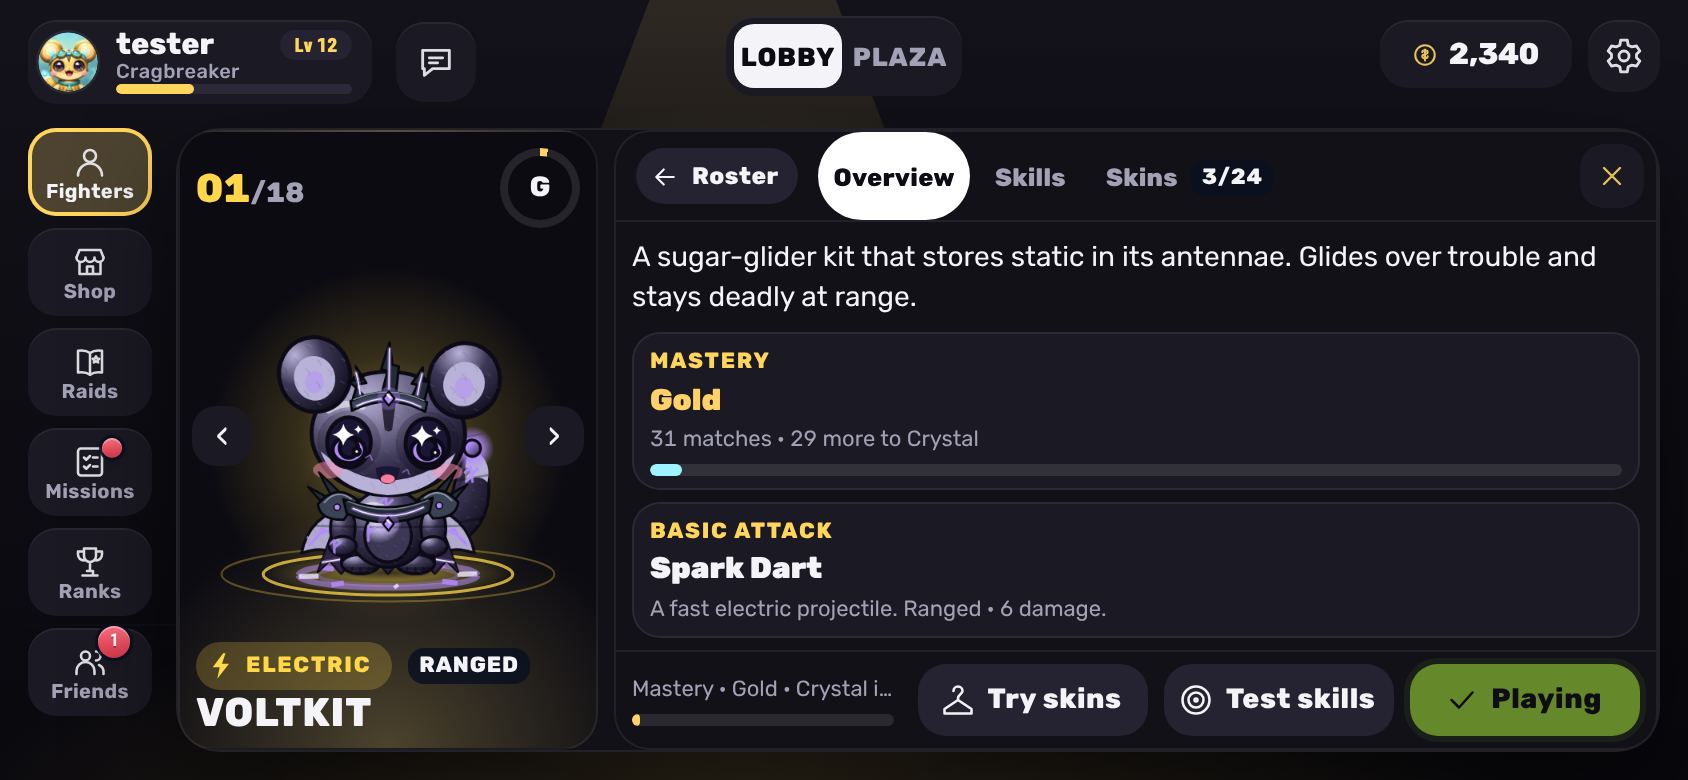 tester
Lv 12
Cragbreaker
LOBBY
PLAZA
2,340
Fighters
Shop
Raids
Missions
Ranks
1
Friends
01/18
G
ELECTRIC
RANGED
VOLTKIT
Roster
Overview
Skills
Skins
3/24
A sugar-glider kit that stores static in its antennae. Glides over trouble and
stays deadly at range.
MASTERY
Gold
31 matches • 29 more to Crystal
BASIC ATTACK
Spark Dart
A fast electric projectile. Ranged • 6 damage.
Mastery • Gold • Crystal i...
Try skins
Test skills
Playing